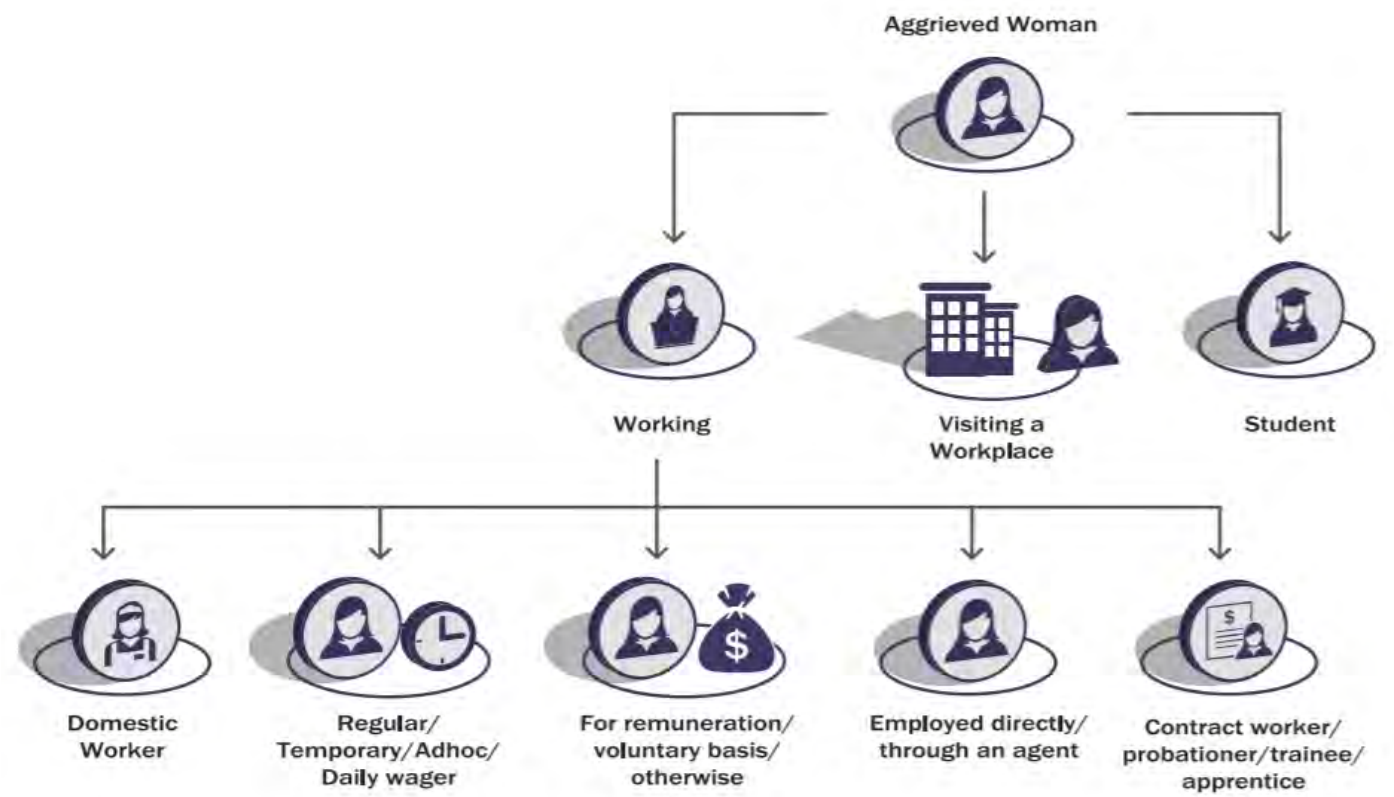 Aggrieved Woman
Working
Visiting a
Workplace
Student
Domestic
Worker
Regular/
Temporary/Adhoc/
Daily wager
For remuneration/
voluntary basis/
otherwise
Employed directly/
through an agent
Contract worker/
probationer/trainee/
apprentice
$
$